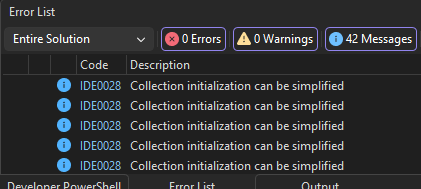 Error List
Entire Solution 0 Errors 0 Warnings 42 Messages
Code Description
IDE0028 Collection initialization can be simplified
IDE0028 Collection initialization can be simplified
IDE0028 Collection initialization can be simplified
IDE0028 Collection initialization can be simplified
IDE0028 Collection initialization can be simplified
Developer PowerShell Error List Output